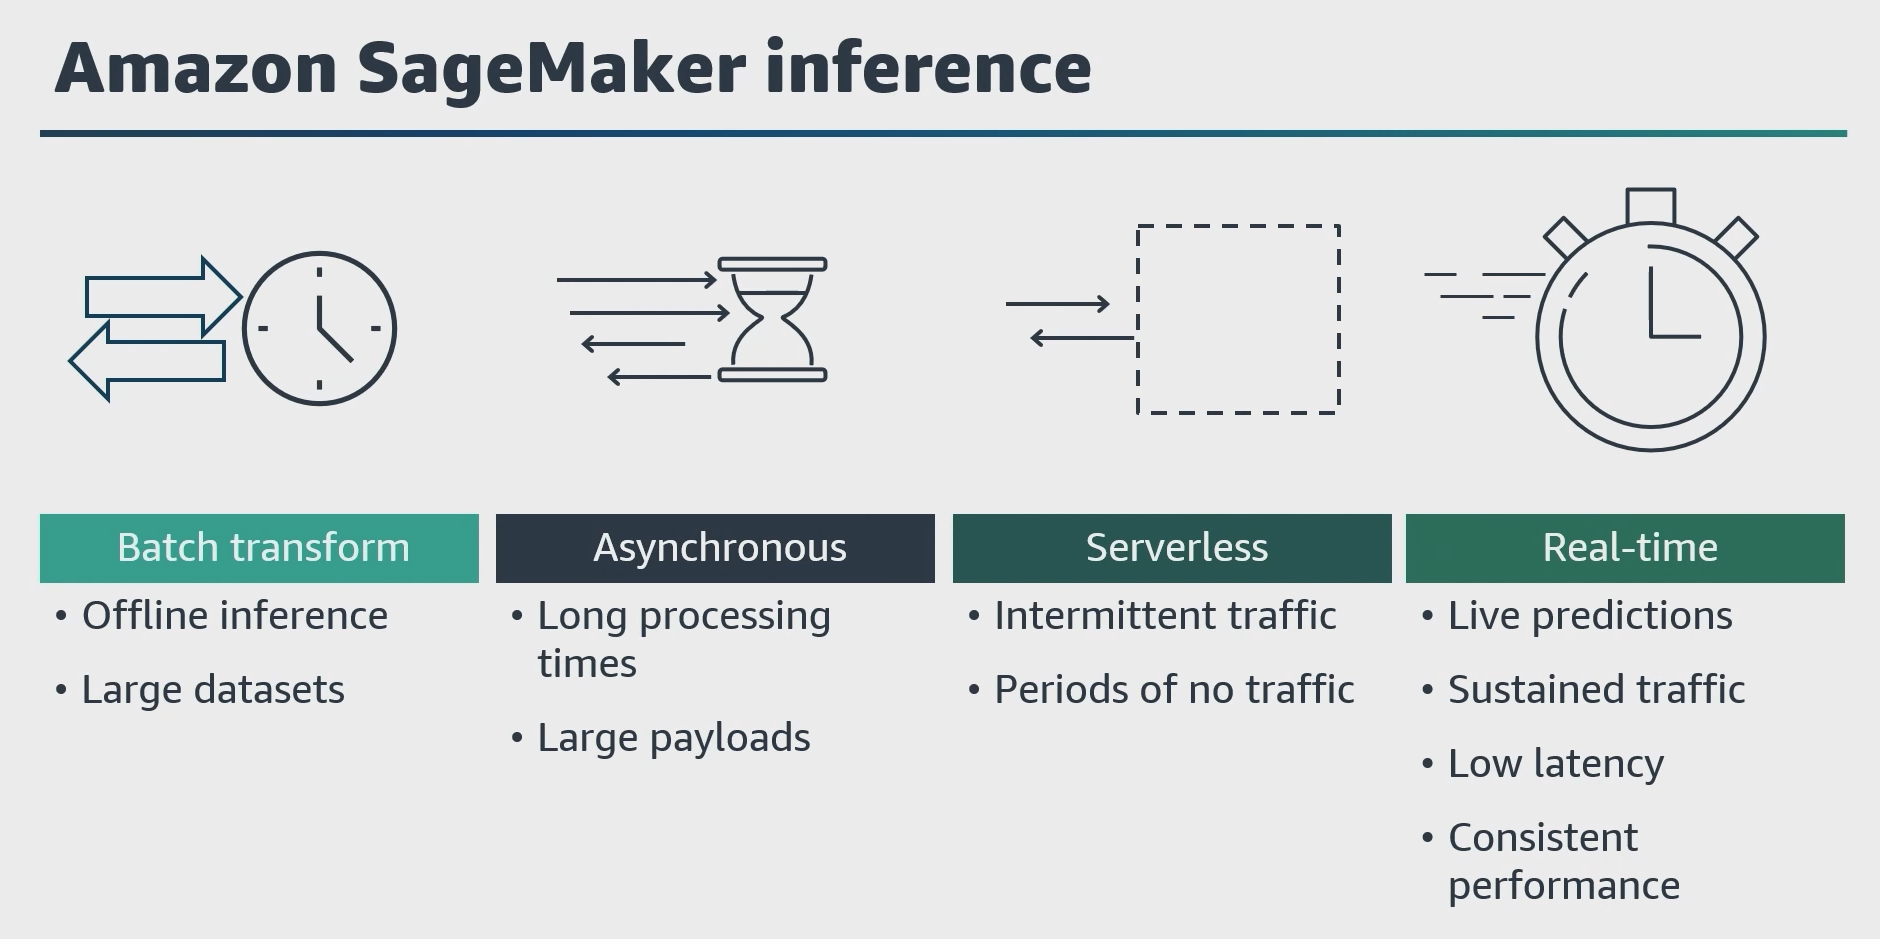 Amazon SageMaker inference
Batch transform
• Offline inference
• Large datasets
Asynchronous
• Long processing
times
• Large payloads
Serverless
• Intermittent traffic
• Periods of no traffic
Real-time
• Live predictions
• Sustained traffic
• Low latency
• Consistent
performance